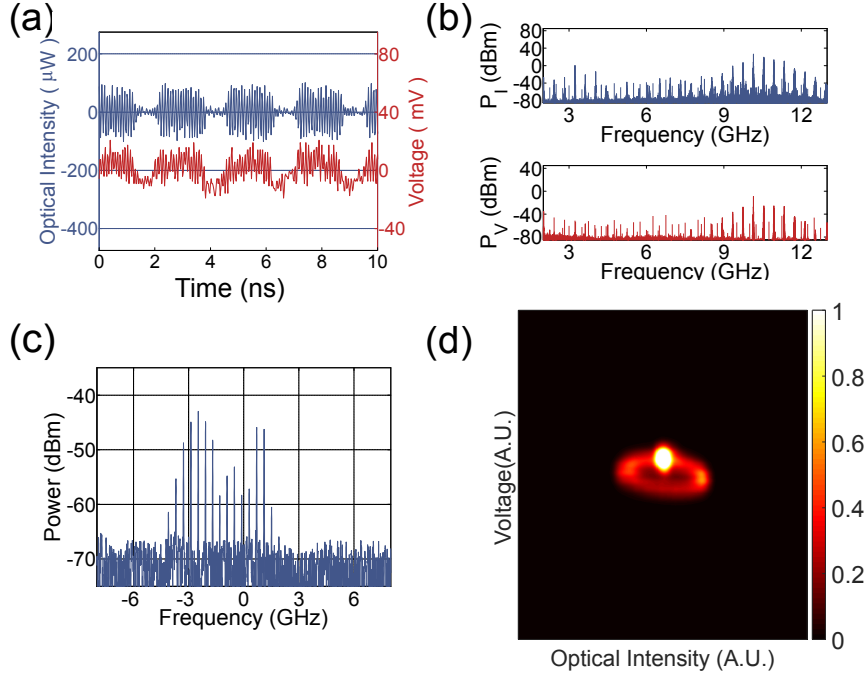 (a)
Optical Intensity ( μW )
200
0
-200
-400
80
40
0
-40
Voltage ( mV )
0 2 4 6 8 10
Time (ns)
(b)
P_I (dBm)
80
40
0
-40
-80
3 6 9 12
Frequency (GHz)
P_V (dBm)
40
0
-40
-80
3 6 9 12
Frequency (GHz)
(c)
Power (dBm)
-40
-50
-60
-70
-6 -3 0 3 6
Frequency (GHz)
(d)
Voltage(A.U.)
Optical Intensity (A.U.)
1
0.8
0.6
0.4
0.2
0